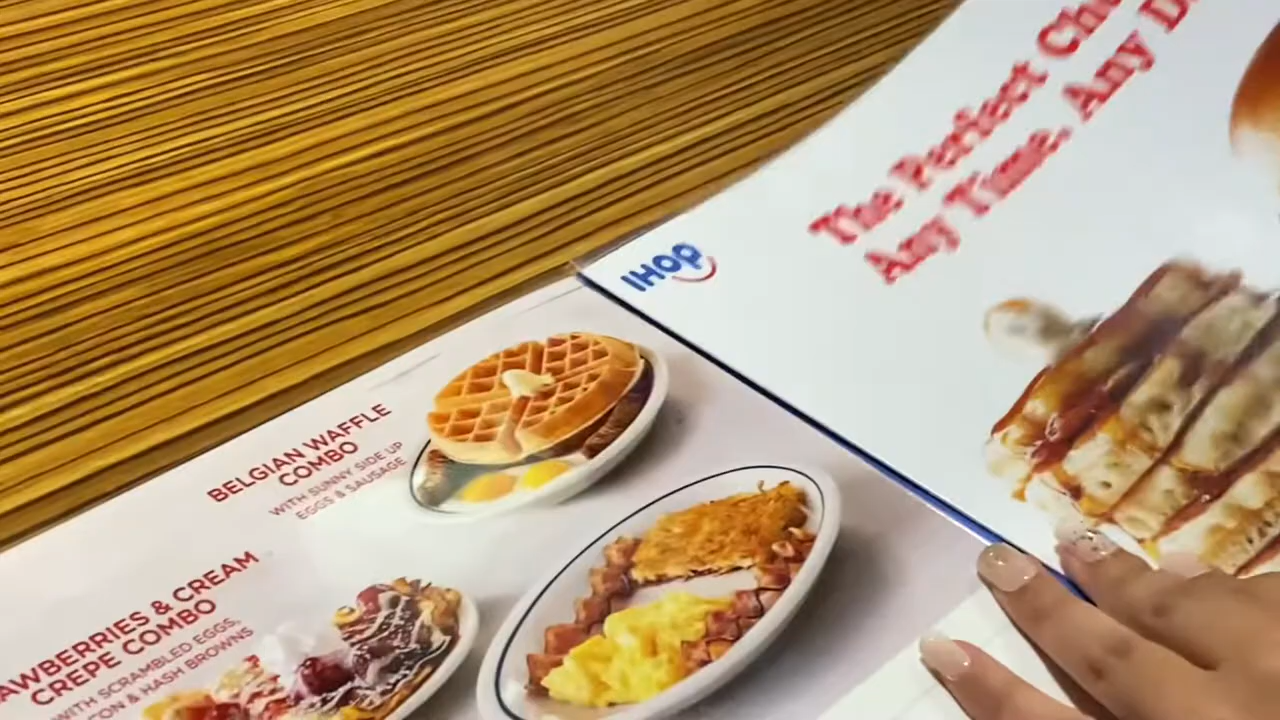 The Perfect
Any Time. Any
IHOP
BELGIAN WAFFLE
COMBO
WITH SUNNY SIDE UP
EGGS & SAUSAGE
& CREAM
CREPE COMBO
WITH SCRAMBLED EGGS,
& HASH BROWNS